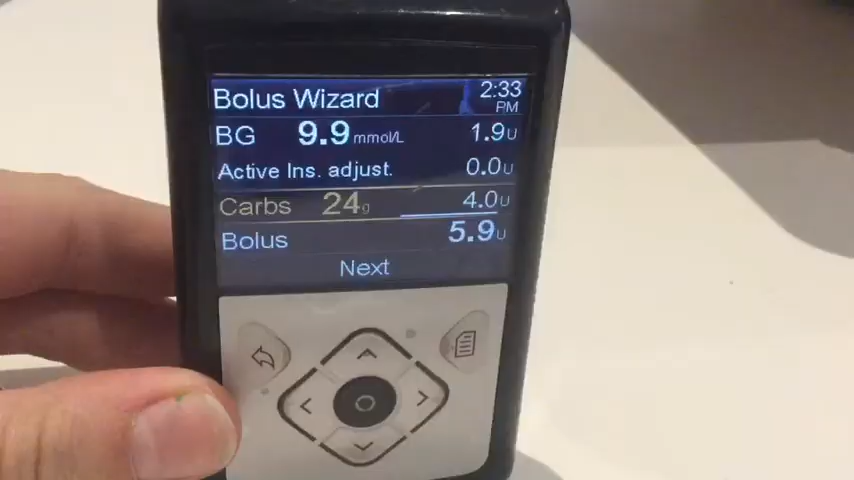 Bolus Wizard 2:33 PM
BG 9.9 mmol/L 1.9U
Active Ins. adjust. 0.0U
Carbs 24g 4.0U
Bolus 5.9U
Next